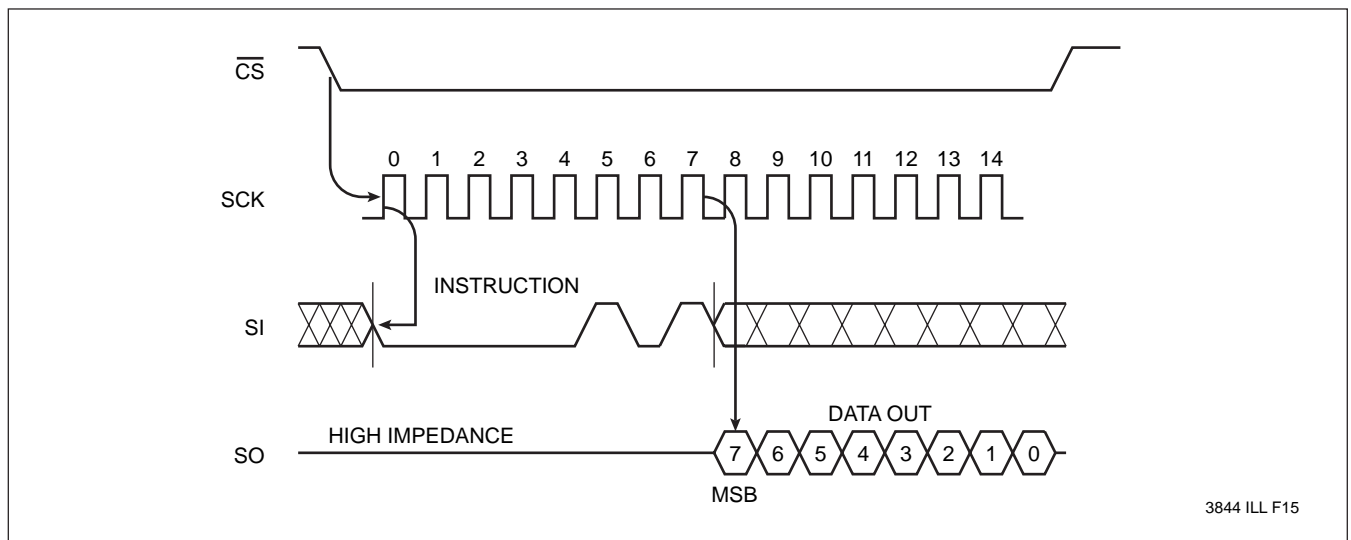 CS
0 1 2 3 4 5 6 7 8 9 10 11 12 13 14
SCK
INSTRUCTION
SI
DATA OUT
HIGH IMPEDANCE
SO
7 6 5 4 3 2 1 0
MSB
3844 ILL F15